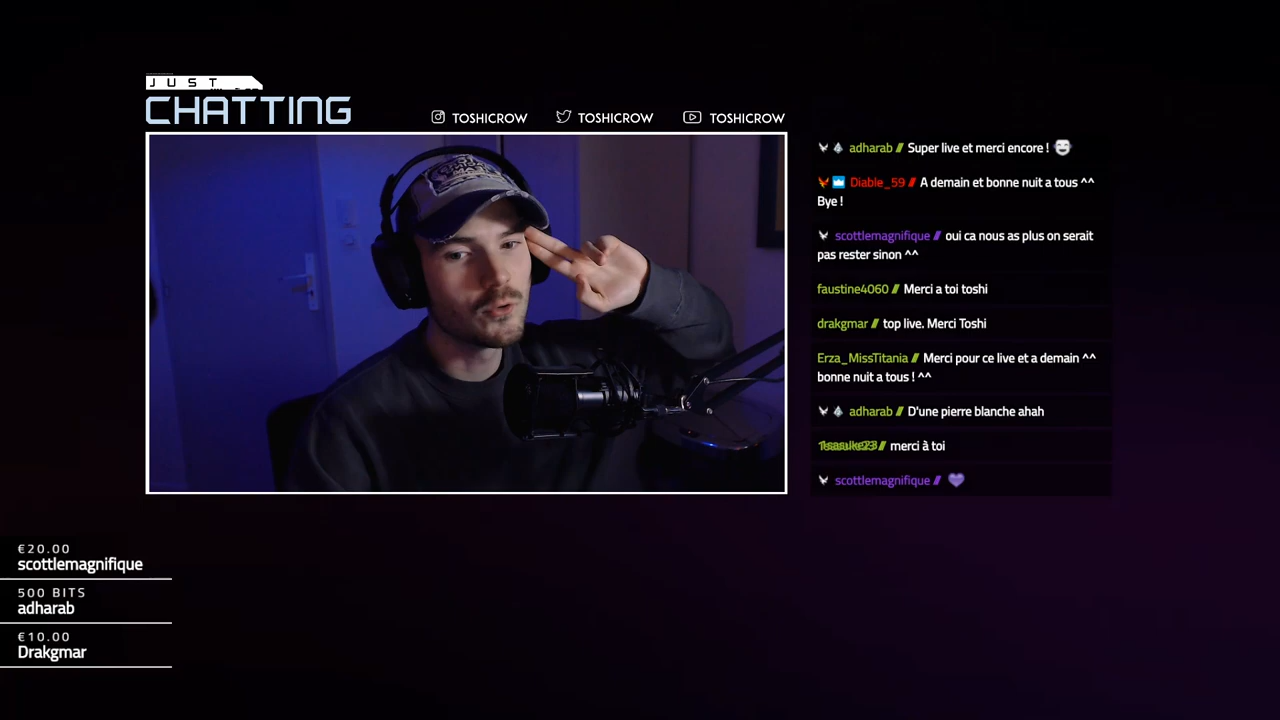 JUST
CHATTING
TOSHICROW TOSHICROW TOSHICROW
adharab // Super live et merci encore !
Diable_59 // A demain et bonne nuit a tous ^^
Bye !
scottlemagnifique // oui ca nous as plus on serait
pas rester sinon ^^
faustine4060 // Merci a toi toshi
drakgmar // top live. Merci Toshi
Erza_MissTitania // Merci pour ce live et a demain ^^
bonne nuit a tous ! ^^
adharab // D'une pierre blanche ahah
// merci à toi
scottlemagnifique //
€20.00
scottlemagnifique
500 BITS
adharab
€10.00
Drakgmar